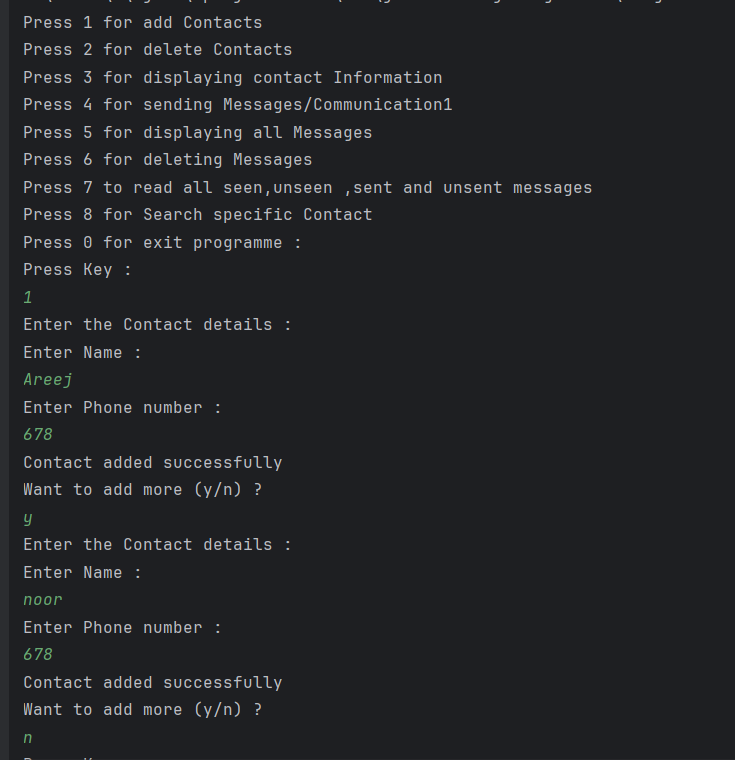 Press 1 for add Contacts
Press 2 for delete Contacts
Press 3 for displaying contact Information
Press 4 for sending Messages/Communication1
Press 5 for displaying all Messages
Press 6 for deleting Messages
Press 7 to read all seen,unseen ,sent and unsent messages
Press 8 for Search specific Contact
Press 0 for exit programme :
Press Key :
1
Enter the Contact details :
Enter Name :
Areej
Enter Phone number :
678
Contact added successfully
Want to add more (y/n) ?
y
Enter the Contact details :
Enter Name :
noor
Enter Phone number :
678
Contact added successfully
Want to add more (y/n) ?
n